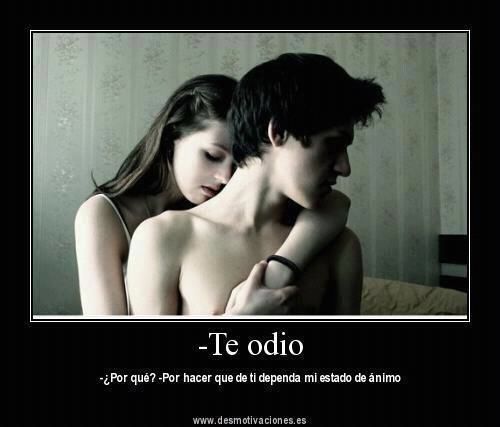 -Te odio
-¿Por qué? -Por hacer que de ti dependa mi estado de ánimo
www.desmotivaciones.es